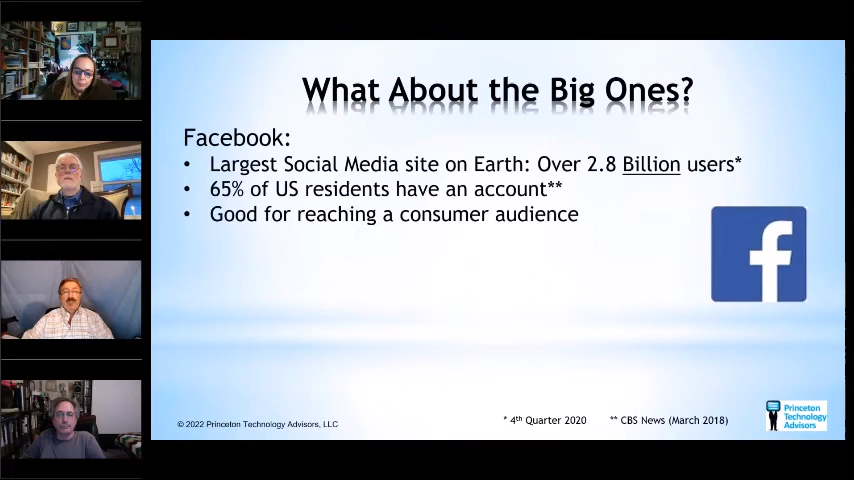 What About the Big Ones?
Facebook:
• Largest Social Media site on Earth: Over 2.8 Billion users*
• 65% of US residents have an account**
• Good for reaching a consumer audience
f
© 2022 Princeton Technology Advisors, LLC
* 4th Quarter 2020 ** CBS News (March 2018)
Princeton
Technology
Advisors